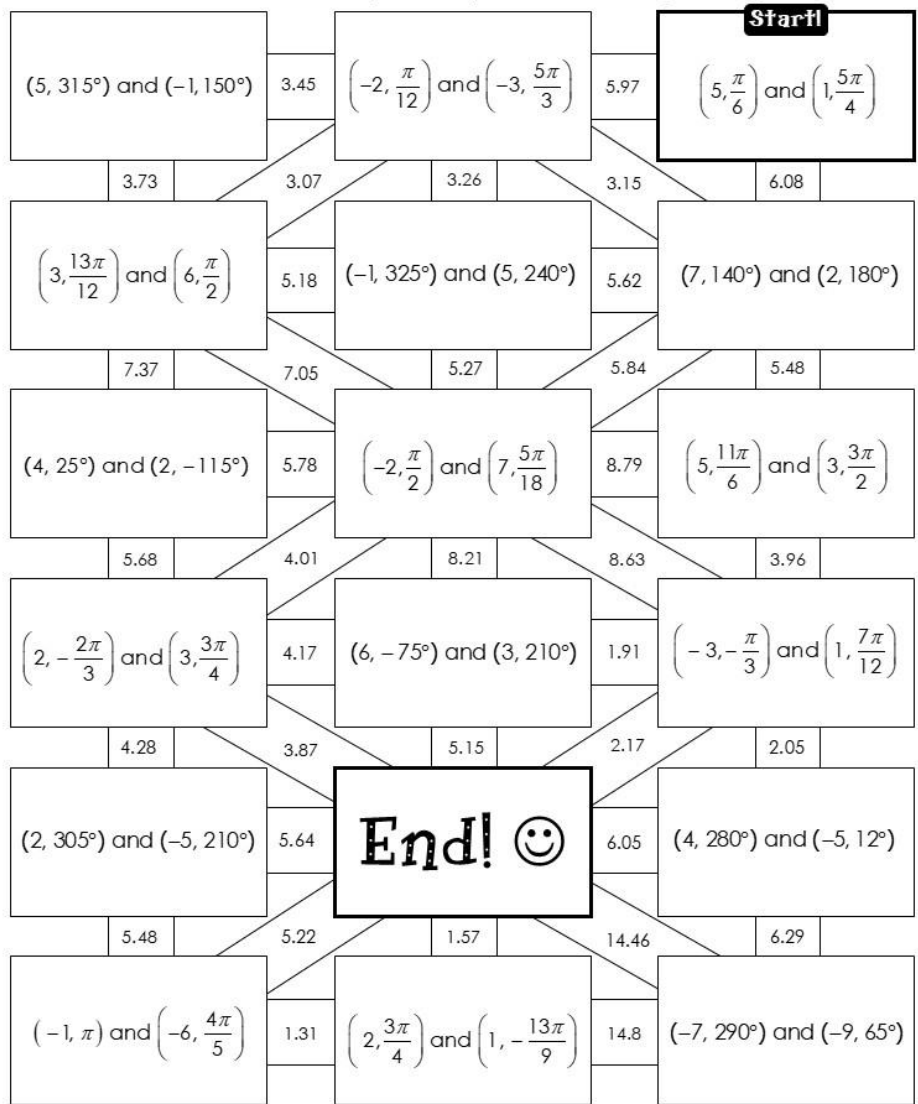 Start!
(5, 315°) and (−1, 150°) 3.45 (−2, π/12) and (−3, 5π/3) 5.97 (5, π/6) and (1, 5π/4)
3.73 3.07 3.26 3.15 6.08
(3, 13π/12) and (6, π/2) 5.18 (−1, 325°) and (5, 240°) 5.62 (7, 140°) and (2, 180°)
7.37 7.05 5.27 5.84 5.48
(4, 25°) and (2, −115°) 5.78 (−2, π/2) and (7, 5π/18) 8.79 (5, 11π/6) and (3, 3π/2)
5.68 4.01 8.21 8.63 3.96
(2, −2π/3) and (3, 3π/4) 4.17 (6, −75°) and (3, 210°) 1.91 (−3, −π/3) and (1, 7π/12)
4.28 3.87 5.15 2.17 2.05
(2, 305°) and (−5, 210°) 5.64 End! 6.05 (4, 280°) and (−5, 12°)
5.48 5.22 1.57 14.46 6.29
(−1, π) and (−6, 4π/5) 1.31 (2, 3π/4) and (1, −13π/9) 14.8 (−7, 290°) and (−9, 65°)